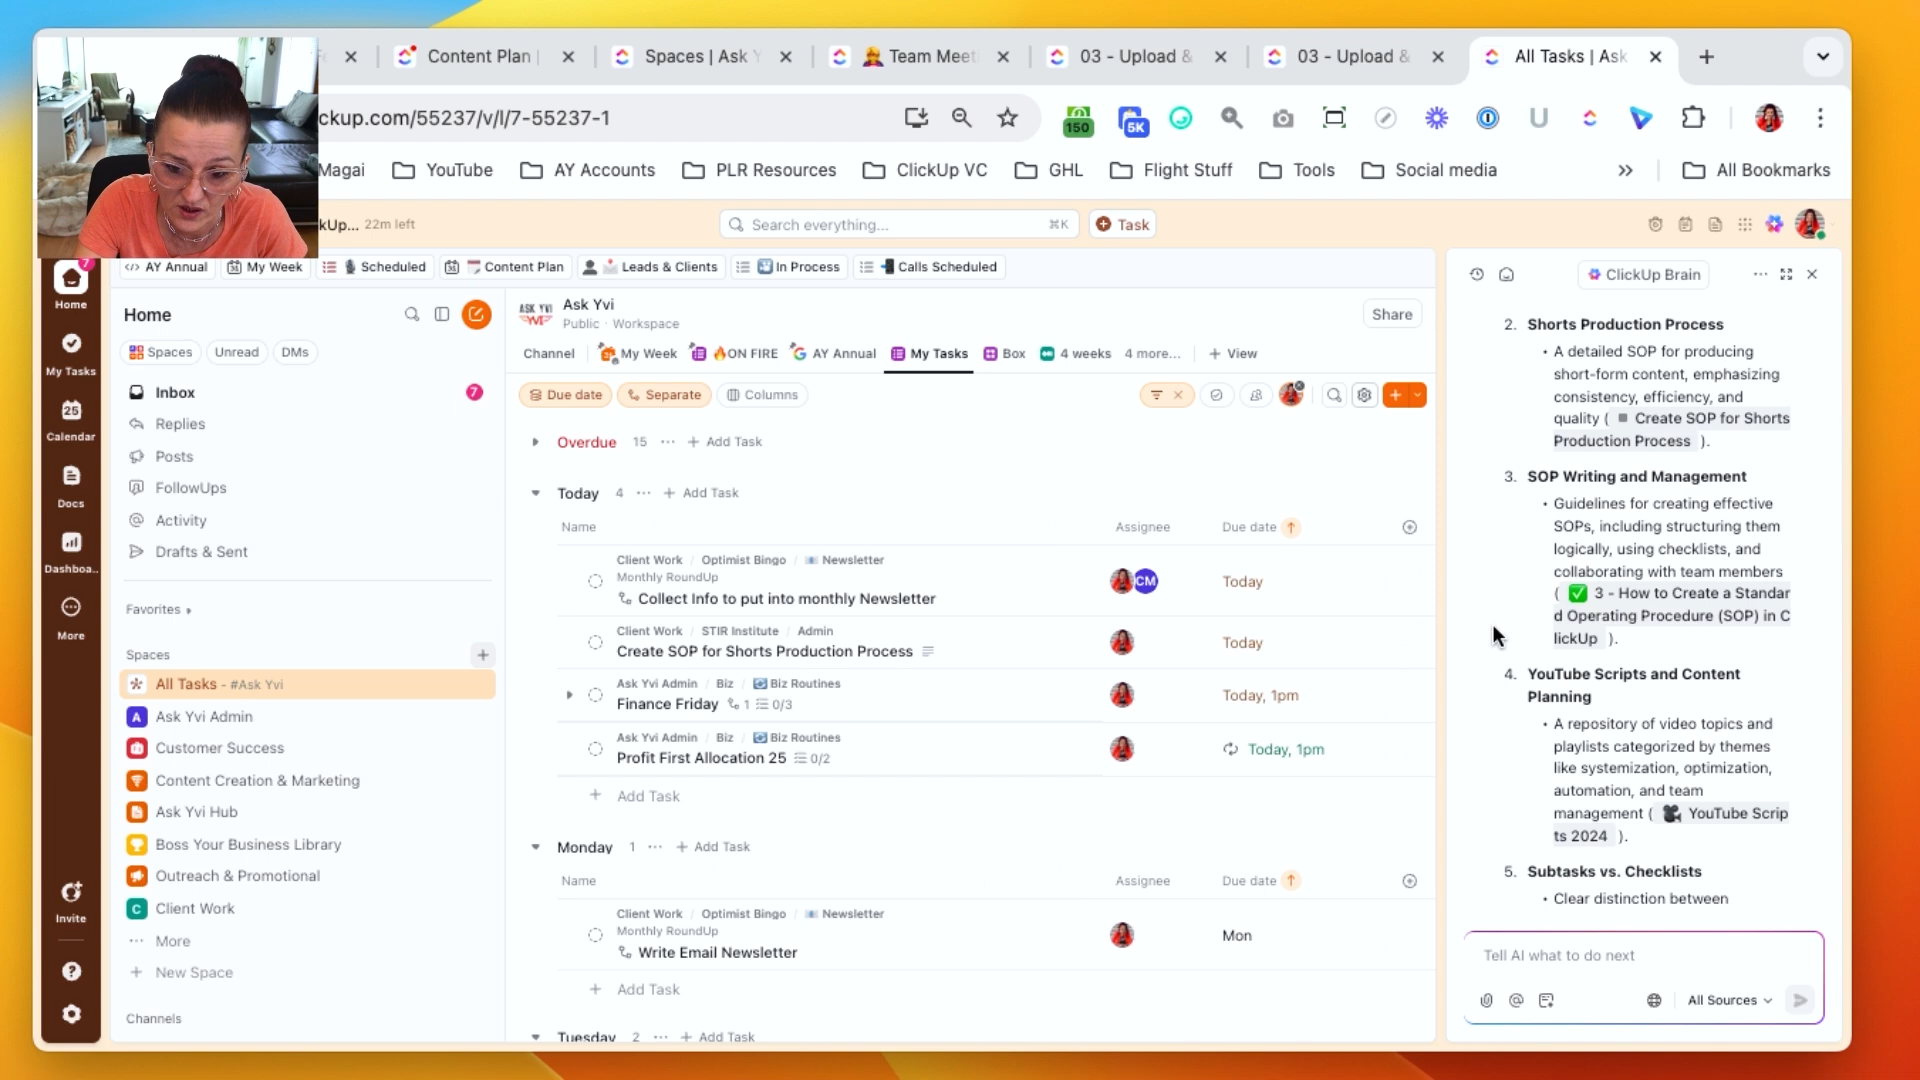 Content Plan |
Spaces | Ask Y
Team Meet
03 - Upload &
03 - Upload &
All Tasks | Ask
ckup.com/55237/v/l/7-55237-1
150
5K
Magai
YouTube
AY Accounts
PLR Resources
ClickUp VC
GHL
Flight Stuff
Tools
Social media
All Bookmarks
kUp... 22m left
Search everything...
⌘K
Task
AY Annual
My Week
Scheduled
Content Plan
Leads & Clients
In Process
Calls Scheduled
7
Home
My Tasks
25
Calendar
Docs
Dashboa..
More
Invite
Home
Spaces
Unread
DMs
Inbox
7
Replies
Posts
FollowUps
Activity
Drafts & Sent
Favorites
Spaces
All Tasks - #Ask Yvi
A Ask Yvi Admin
Customer Success
Content Creation & Marketing
Ask Yvi Hub
Boss Your Business Library
Outreach & Promotional
C Client Work
More
New Space
Channels
ASK YVI
Ask Yvi
Public · Workspace
Share
Channel
My Week
ON FIRE
AY Annual
My Tasks
Box
4 weeks
4 more...
View
Due date
Separate
Columns
Overdue 15 ... + Add Task
Today 4 ... + Add Task
Name
Assignee
Due date
Client Work / Optimist Bingo / Newsletter
Monthly RoundUp
Collect Info to put into monthly Newsletter
CM
Today
Client Work / STIR Institute / Admin
Create SOP for Shorts Production Process
Today
Ask Yvi Admin / Biz / Biz Routines
Finance Friday 1 0/3
Today, 1pm
Ask Yvi Admin / Biz / Biz Routines
Profit First Allocation 25 0/2
Today, 1pm
Add Task
Monday 1 ... + Add Task
Name
Assignee
Due date
Client Work / Optimist Bingo / Newsletter
Monthly RoundUp
Write Email Newsletter
Mon
Add Task
Tuesday 2 ... + Add Task
ClickUp Brain
2. Shorts Production Process
• A detailed SOP for producing
short-form content, emphasizing
consistency, efficiency, and
quality ( Create SOP for Shorts
Production Process ).
3. SOP Writing and Management
• Guidelines for creating effective
SOPs, including structuring them
logically, using checklists, and
collaborating with team members
( ✅ 3 - How to Create a Standar
d Operating Procedure (SOP) in C
lickUp ).
4. YouTube Scripts and Content
Planning
• A repository of video topics and
playlists categorized by themes
like systemization, optimization,
automation, and team
management ( 🎥 YouTube Scrip
ts 2024 ).
5. Subtasks vs. Checklists
• Clear distinction between
Tell AI what to do next
All Sources